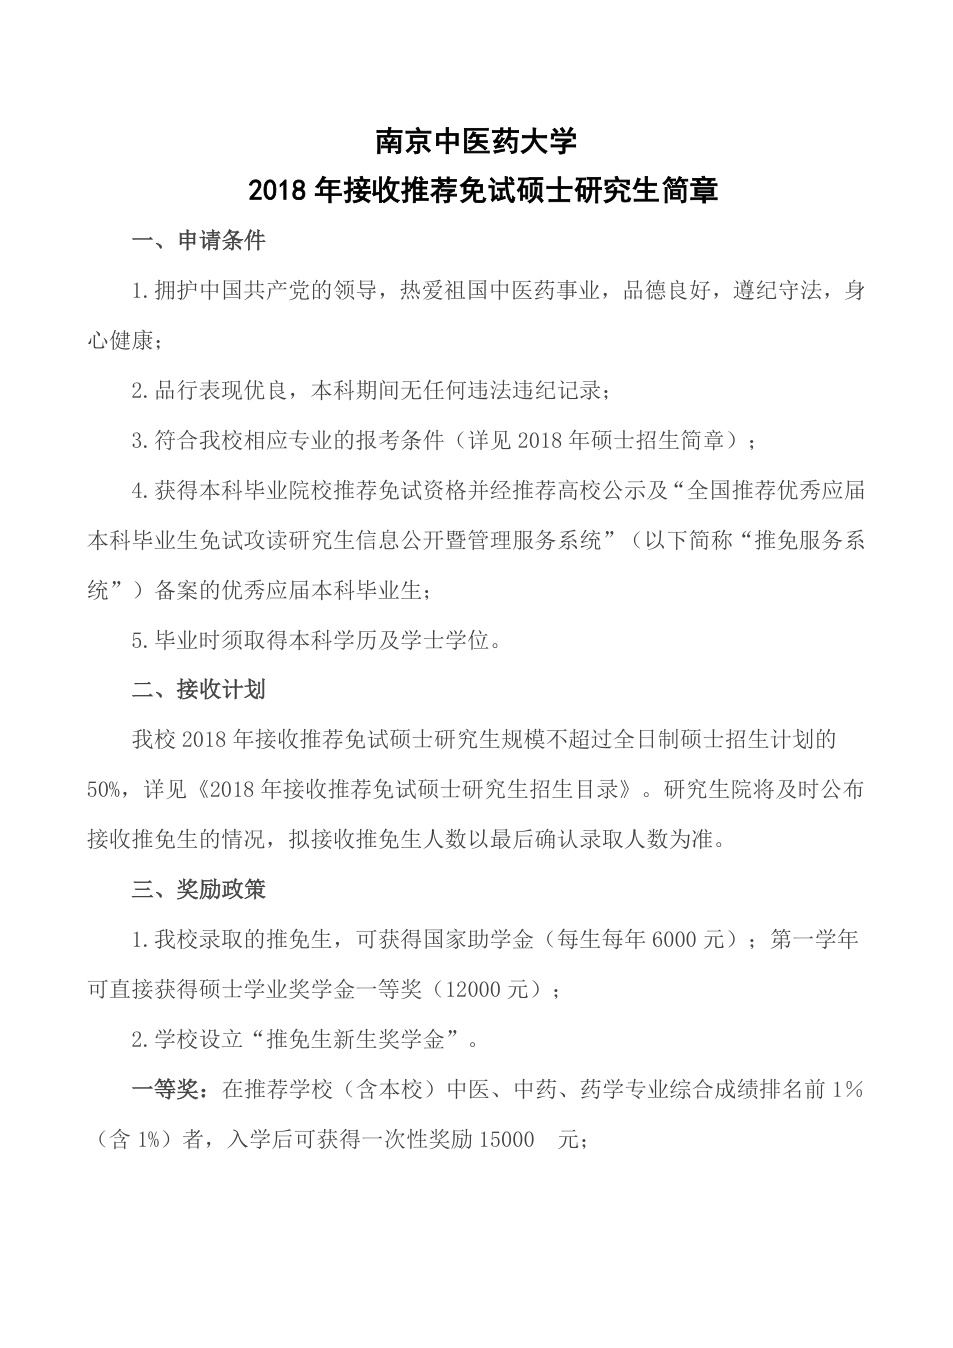 南京中医药大学
2018 年接收推荐免试硕士研究生简章
一、申请条件
1.拥护中国共产党的领导，热爱祖国中医药事业，品德良好，遵纪守法，身
心健康；
2.品行表现优良，本科期间无任何违法违纪记录；
3.符合我校相应专业的报考条件（详见 2018 年硕士招生简章）；
4.获得本科毕业院校推荐免试资格并经推荐高校公示及“全国推荐优秀应届
本科毕业生免试攻读研究生信息公开暨管理服务系统”（以下简称“推免服务系
统”）备案的优秀应届本科毕业生；
5.毕业时须取得本科学历及学士学位。
二、接收计划
我校 2018 年接收推荐免试硕士研究生规模不超过全日制硕士招生计划的
50%，详见《2018 年接收推荐免试硕士研究生招生目录》。研究生院将及时公布
接收推免生的情况，拟接收推免生人数以最后确认录取人数为准。
三、奖励政策
1.我校录取的推免生，可获得国家助学金（每生每年 6000 元）；第一学年
可直接获得硕士学业奖学金一等奖（12000 元）；
2.学校设立“推免生新生奖学金”。
一等奖：在推荐学校（含本校）中医、中药、药学专业综合成绩排名前 1％
（含 1%）者，入学后可获得一次性奖励 15000 元；